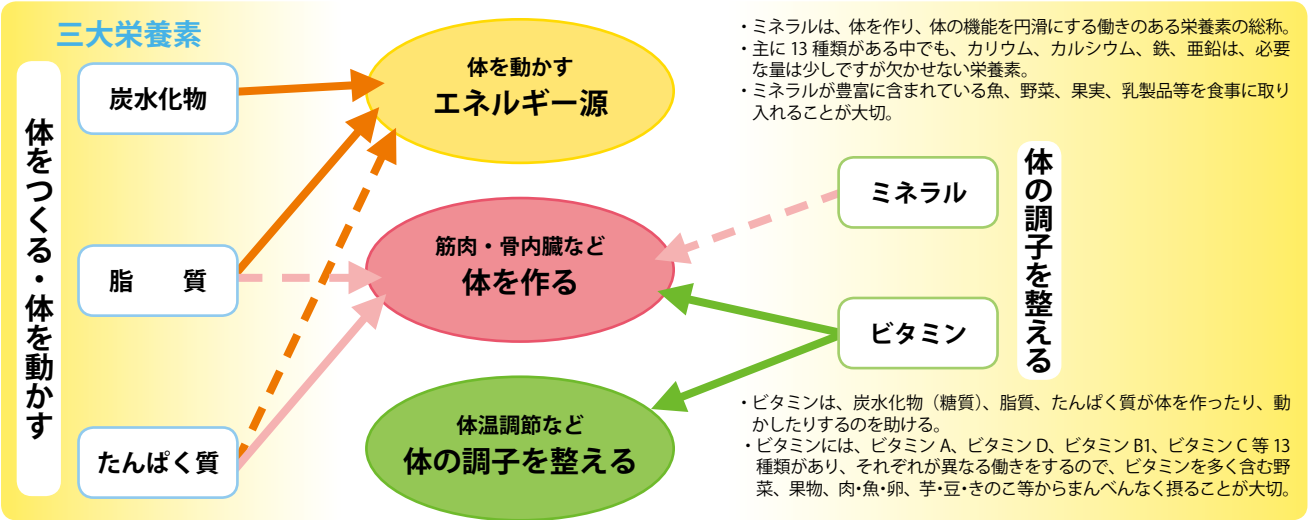 三大栄養素
体をつくる・体を動かす
炭水化物
脂　質
たんぱく質
体を動かす
エネルギー源
筋肉・骨内臓など
体を作る
体温調節など
体の調子を整える
・ミネラルは、体を作り、体の機能を円滑にする働きのある栄養素の総称。
・主に 13 種類がある中でも、カリウム、カルシウム、鉄、亜鉛は、必要
な量は少しですが欠かせない栄養素。
・ミネラルが豊富に含まれている魚、野菜、果実、乳製品等を食事に取り
入れることが大切。
ミネラル
ビタミン
体の調子を整える
・ビタミンは、炭水化物（糖質）、脂質、たんぱく質が体を作ったり、動
かしたりするのを助ける。
・ビタミンには、ビタミン A、ビタミン D、ビタミン B1、ビタミン C 等 13
種類があり、それぞれが異なる働きをするので、ビタミンを多く含む野
菜、果物、肉・魚・卵、芋・豆・きのこ等からまんべんなく摂ることが大切。